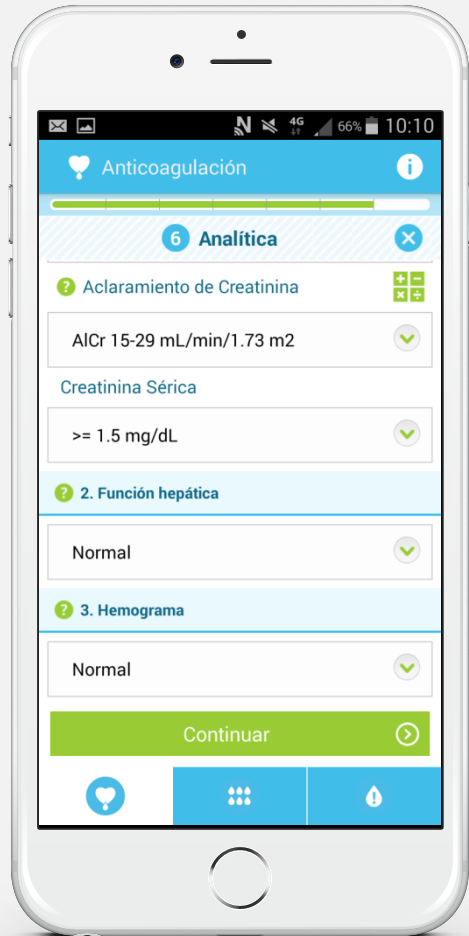 4G
66%
10:10
Anticoagulación
i
6 Analítica
? Aclaramiento de Creatinina
AlCr 15-29 mL/min/1.73 m2
Creatinina Sérica
>= 1.5 mg/dL
? 2. Función hepática
Normal
? 3. Hemograma
Normal
Continuar